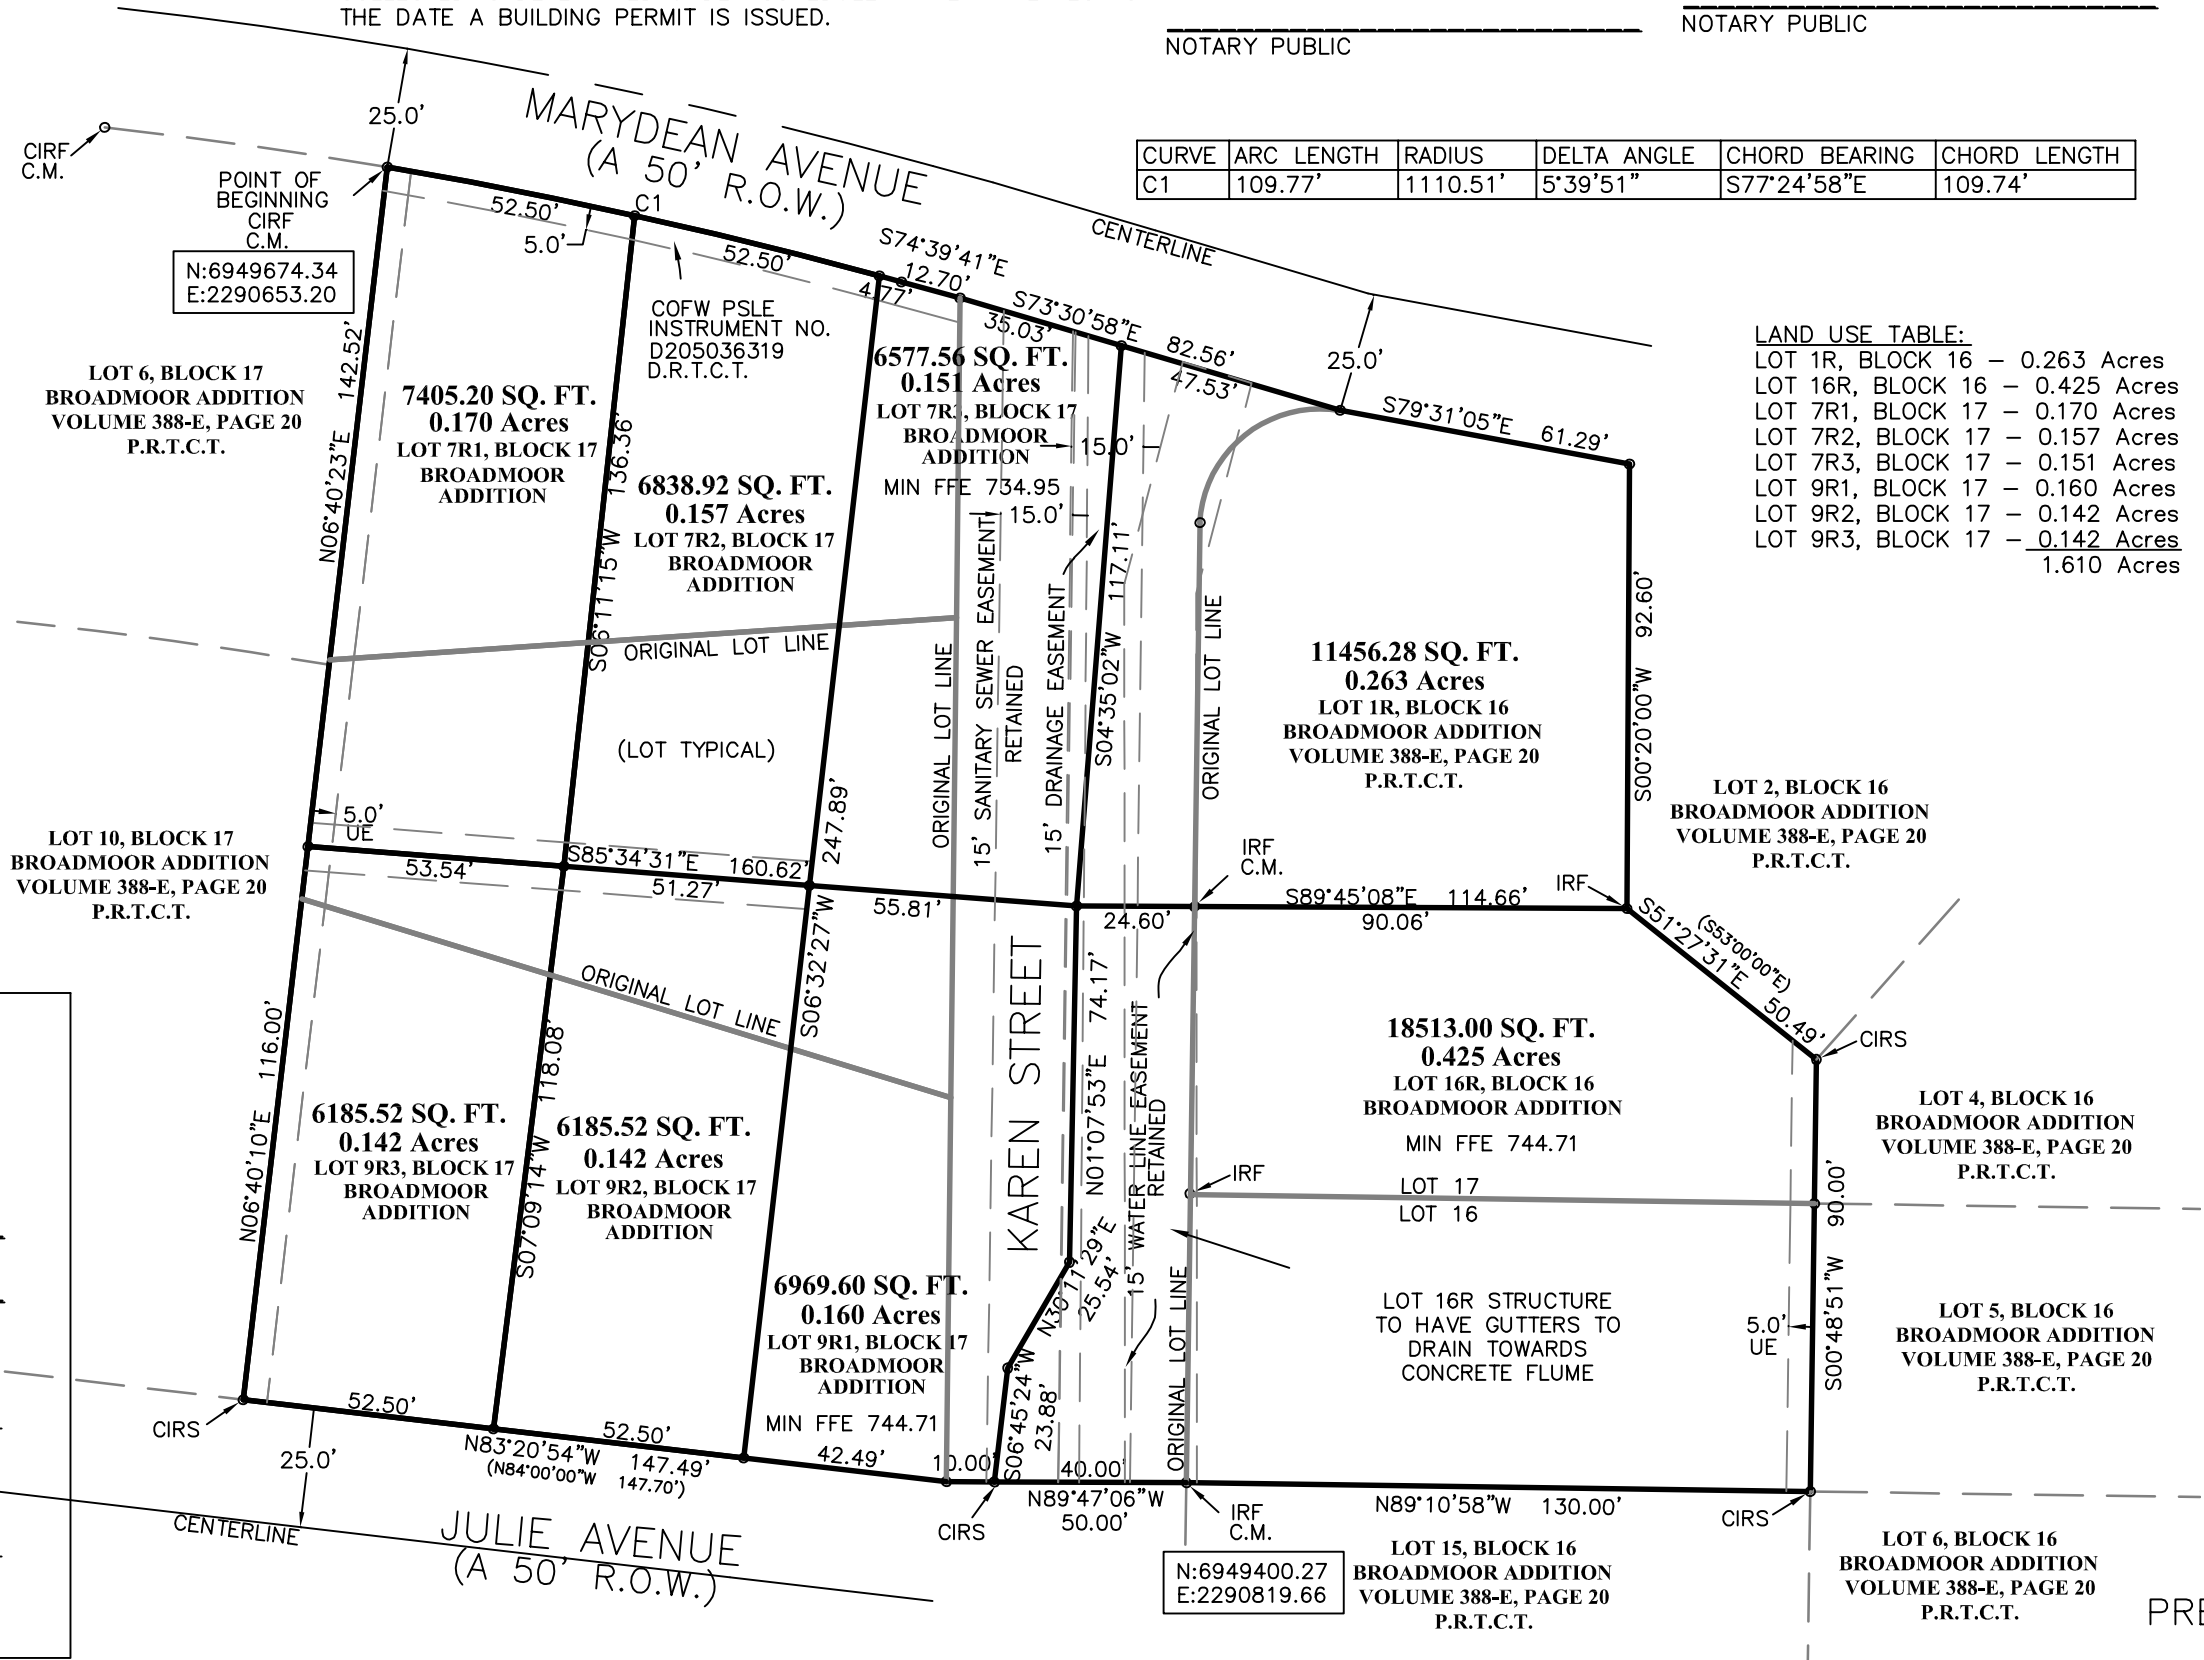 THE DATE A BUILDING PERMIT IS ISSUED.
NOTARY PUBLIC
NOTARY PUBLIC
CURVE ARC LENGTH RADIUS DELTA ANGLE CHORD BEARING CHORD LENGTH
C1 109.77' 1110.51' 5°39'51" S77°24'58"E 109.74'
25.0'
CIRF
C.M.
POINT OF
BEGINNING
CIRF
C.M.
N:6949674.34
E:2290653.20
MARYDEAN AVENUE
(A 50' R.O.W.)
CENTERLINE
52.50'
C1
5.0'
52.50'
4.77'
S74°39'41"E
12.70'
S73°30'58"E
35.03'
82.56'
47.53'
25.0'
S79°31'05"E 61.29'
COFW PSLE
INSTRUMENT NO.
D205036319
D.R.T.C.T.
LAND USE TABLE:
LOT 1R, BLOCK 16 – 0.263 Acres
LOT 16R, BLOCK 16 – 0.425 Acres
LOT 7R1, BLOCK 17 – 0.170 Acres
LOT 7R2, BLOCK 17 – 0.157 Acres
LOT 7R3, BLOCK 17 – 0.151 Acres
LOT 9R1, BLOCK 17 – 0.160 Acres
LOT 9R2, BLOCK 17 – 0.142 Acres
LOT 9R3, BLOCK 17 – 0.142 Acres
1.610 Acres
LOT 6, BLOCK 17
BROADMOOR ADDITION
VOLUME 388-E, PAGE 20
P.R.T.C.T.
N06°40'23"E 142.52'
7405.20 SQ. FT.
0.170 Acres
LOT 7R1, BLOCK 17
BROADMOOR
ADDITION
S06°11'15"W 136.36'
6838.92 SQ. FT.
0.157 Acres
LOT 7R2, BLOCK 17
BROADMOOR
ADDITION
6577.56 SQ. FT.
0.151 Acres
LOT 7R3, BLOCK 17
BROADMOOR
ADDITION
MIN FFE 734.95
15.0'
15.0'
ORIGINAL LOT LINE
(LOT TYPICAL)
247.89'
ORIGINAL LOT LINE
15' SANITARY SEWER EASEMENT
RETAINED
15' DRAINAGE EASEMENT
S04°35'02"W 117.11'
ORIGINAL LOT LINE
11456.28 SQ. FT.
0.263 Acres
LOT 1R, BLOCK 16
BROADMOOR ADDITION
VOLUME 388-E, PAGE 20
P.R.T.C.T.
S00°20'00"W 92.60'
LOT 2, BLOCK 16
BROADMOOR ADDITION
VOLUME 388-E, PAGE 20
P.R.T.C.T.
LOT 10, BLOCK 17
BROADMOOR ADDITION
VOLUME 388-E, PAGE 20
P.R.T.C.T.
5.0'
UE
53.54'
S85°34'31"E 160.62'
51.27'
55.81'
IRF
C.M.
24.60'
S89°45'08"E 114.66'
90.06'
IRF
S51°27'31"E 50.49'
(S53°00'00"E)
CIRS
ORIGINAL LOT LINE
S06°32'27"W
KAREN STREET
N01°07'53"E 74.17'
15' WATER LINE EASEMENT
RETAINED
18513.00 SQ. FT.
0.425 Acres
LOT 16R, BLOCK 16
BROADMOOR ADDITION
MIN FFE 744.71
LOT 4, BLOCK 16
BROADMOOR ADDITION
VOLUME 388-E, PAGE 20
P.R.T.C.T.
N06°40'10"E 116.00'
6185.52 SQ. FT.
0.142 Acres
LOT 9R3, BLOCK 17
BROADMOOR
ADDITION
S07°09'14"W 118.08'
6185.52 SQ. FT.
0.142 Acres
LOT 9R2, BLOCK 17
BROADMOOR
ADDITION
IRF
LOT 17
LOT 16
6969.60 SQ. FT.
0.160 Acres
LOT 9R1, BLOCK 17
BROADMOOR
ADDITION
MIN FFE 744.71
N30°11'29"E
25.54'
S06°45'24"W
23.88'
ORIGINAL LOT LINE
LOT 16R STRUCTURE
TO HAVE GUTTERS TO
DRAIN TOWARDS
CONCRETE FLUME
5.0'
UE
S00°48'51"W 90.00'
LOT 5, BLOCK 16
BROADMOOR ADDITION
VOLUME 388-E, PAGE 20
P.R.T.C.T.
CIRS
52.50'
52.50'
N83°20'54"W 147.49'
(N84°00'00"W 147.70')
42.49'
10.00'
40.00'
N89°47'06"W
50.00'
CIRS
IRF
C.M.
N89°10'58"W 130.00'
CIRS
25.0'
CENTERLINE
JULIE AVENUE
(A 50' R.O.W.)
N:6949400.27
E:2290819.66
LOT 15, BLOCK 16
BROADMOOR ADDITION
VOLUME 388-E, PAGE 20
P.R.T.C.T.
LOT 6, BLOCK 16
BROADMOOR ADDITION
VOLUME 388-E, PAGE 20
P.R.T.C.T.